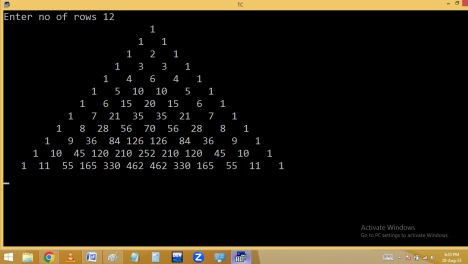 TC
Enter no of rows 12
1
1 1
1 2 1
1 3 3 1
1 4 6 4 1
1 5 10 10 5 1
1 6 15 20 15 6 1
1 7 21 35 35 21 7 1
1 8 28 56 70 56 28 8 1
1 9 36 84 126 126 84 36 9 1
1 10 45 120 210 252 210 120 45 10 1
1 11 55 165 330 462 462 330 165 55 11 1
Activate Windows
Go to PC settings to activate Windows.